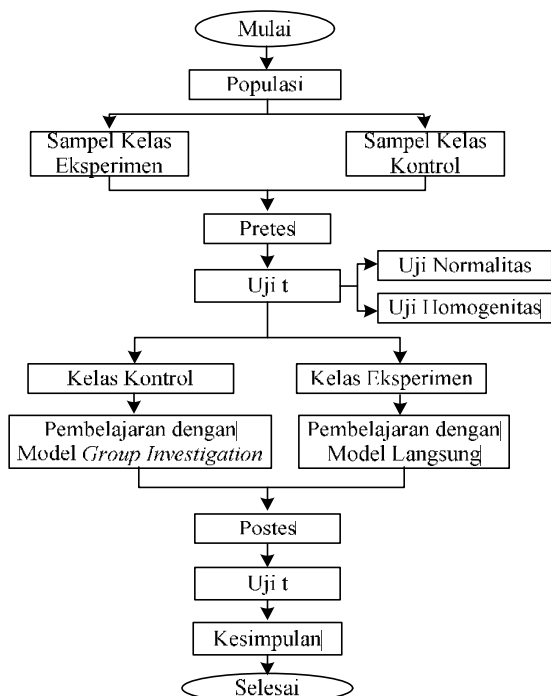 Mulai
Populasi
Sampel Kelas
Eksperimen
Sampel Kelas
Kontrol
Pretes
Uji t
Uji Normalitas
Uji Homogenitas
Kelas Kontrol
Kelas Eksperimen
Pembelajaran dengan
Model Group Investigation
Pembelajaran dengan
Model Langsung
Postes
Uji t
Kesimpulan
Selesai